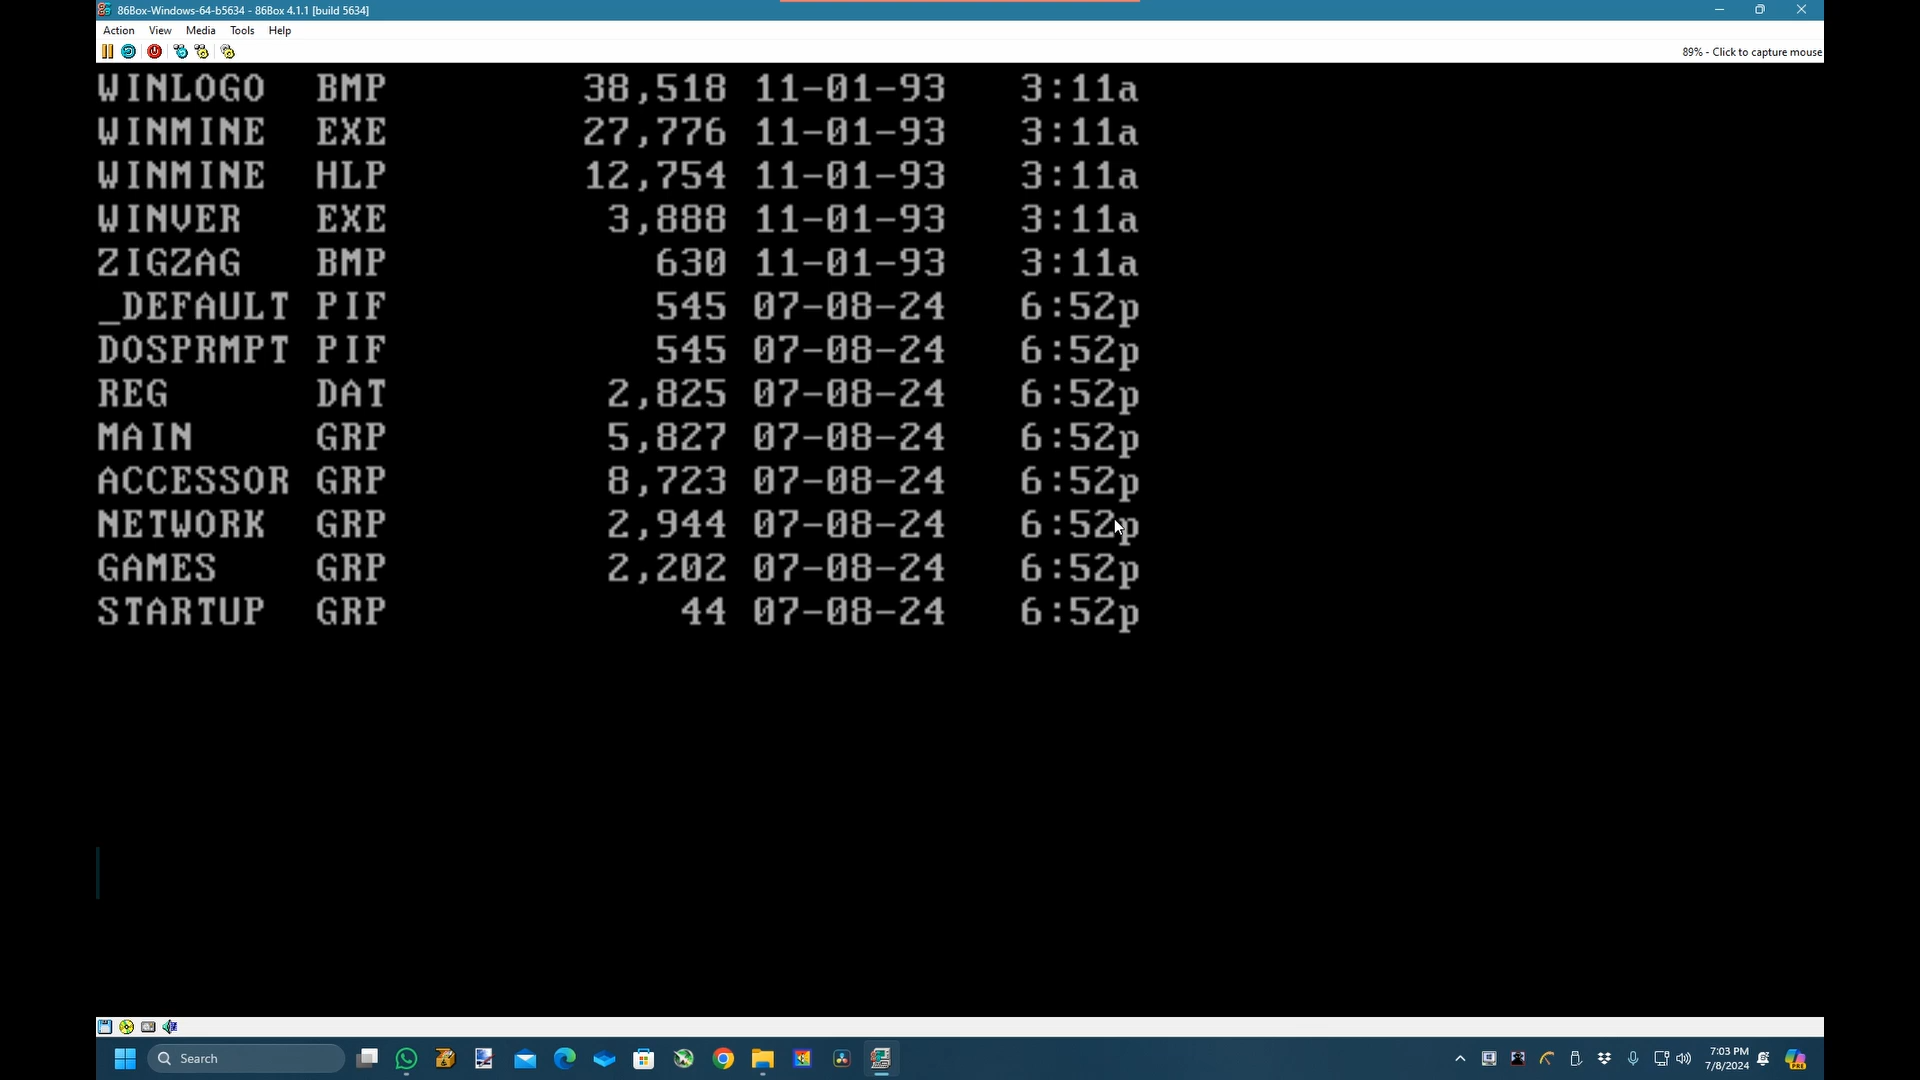 86Box-Windows-64-b5634 - 86Box 4.1.1 [build 5634]
Action View Media Tools Help
89% - Click to capture mouse
WINLOGO BMP 38,518 11-01-93 3:11a
WINMINE EXE 27,776 11-01-93 3:11a
WINMINE HLP 12,754 11-01-93 3:11a
WINVER EXE 3,888 11-01-93 3:11a
ZIGZAG BMP 630 11-01-93 3:11a
_DEFAULT PIF 545 07-08-24 6:52p
DOSPRMPT PIF 545 07-08-24 6:52p
REG DAT 2,825 07-08-24 6:52p
MAIN GRP 5,827 07-08-24 6:52p
ACCESSOR GRP 8,723 07-08-24 6:52p
NETWORK GRP 2,944 07-08-24 6:52p
GAMES GRP 2,202 07-08-24 6:52p
STARTUP GRP 44 07-08-24 6:52p
Search
7:03 PM
7/8/2024
PRE